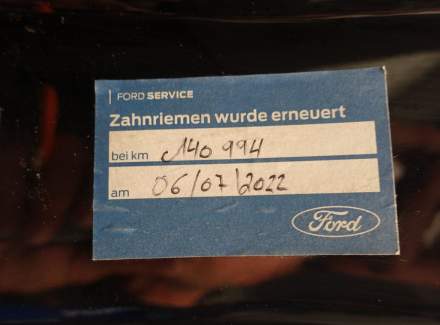 FORD SERVICE
Zahnriemen wurde erneuert
bei km 140 994
am 06/07/2022
Ford